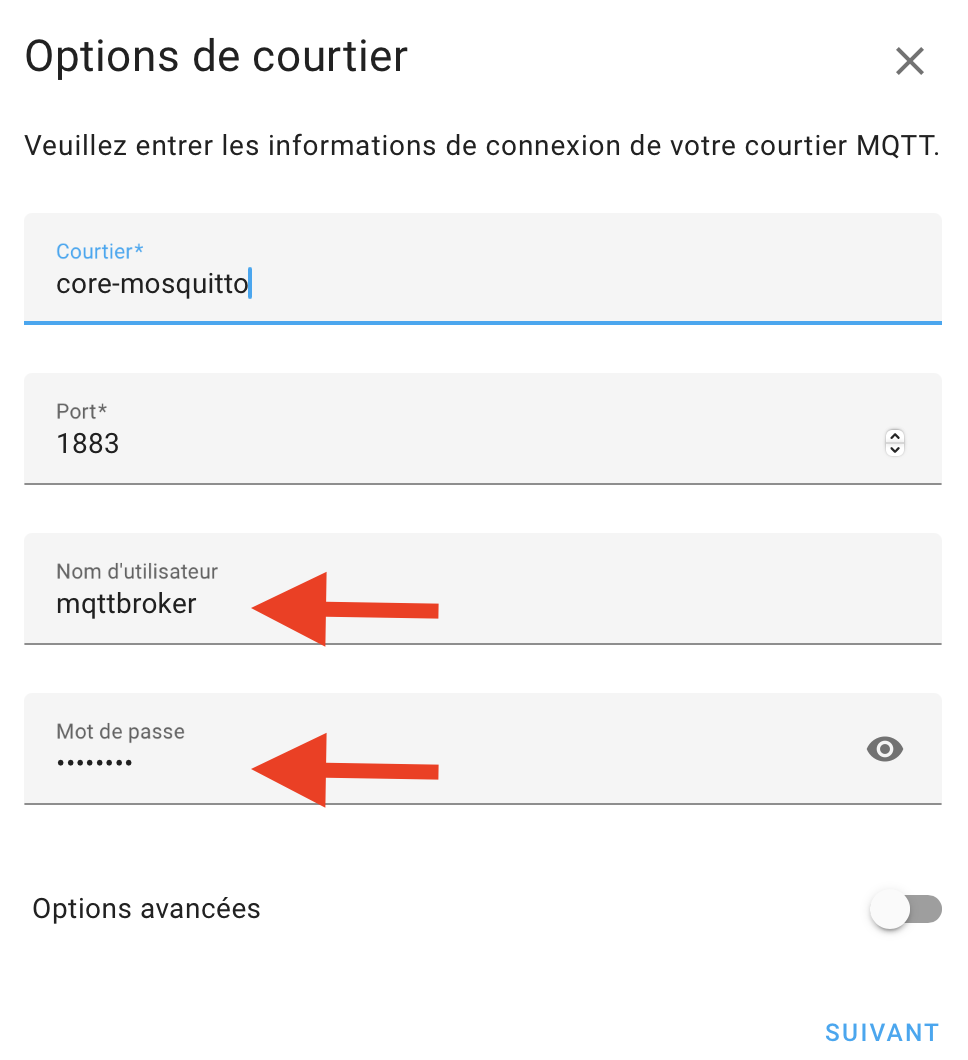 Options de courtier
Veuillez entrer les informations de connexion de votre courtier MQTT.
Courtier*
core-mosquitto
Port*
1883
Nom d'utilisateur
mqttbroker
Mot de passe
••••••••
Options avancées
SUIVANT